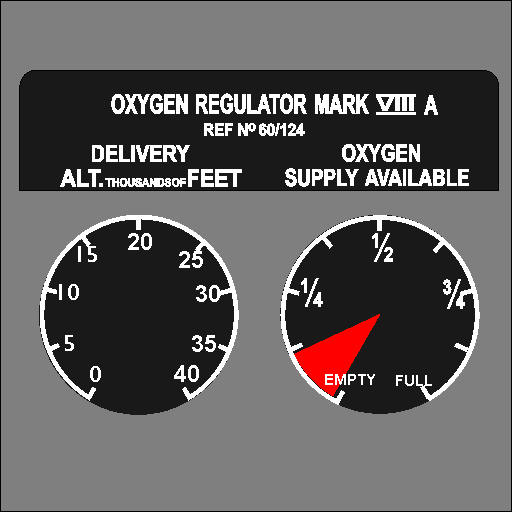 OXYGEN REGULATOR MARK VIII A
REF Nº 60/124
DELIVERY
ALT. THOUSANDS OF FEET
OXYGEN
SUPPLY AVAILABLE
0
5
10
15
20
25
30
35
40
EMPTY
1/4
1/2
3/4
FULL